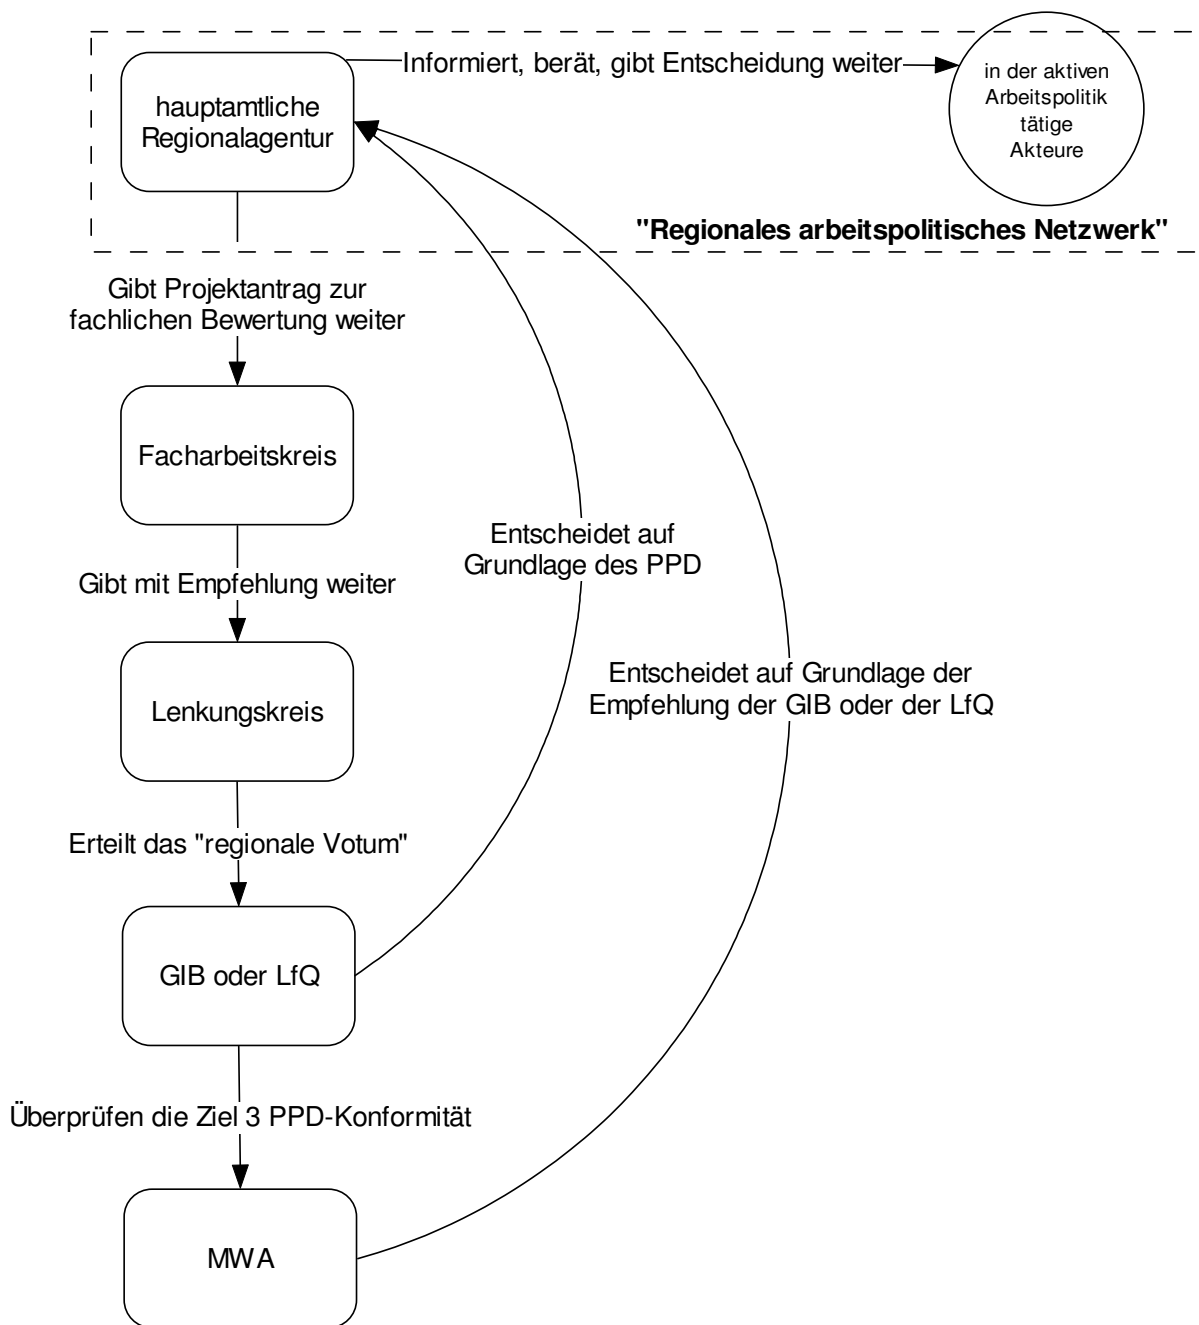 Informiert, berät, gibt Entscheidung weiter
hauptamtliche
Regionalagentur
in der aktiven
Arbeitspolitik
tätige
Akteure
"Regionales arbeitspolitisches Netzwerk"
Gibt Projektantrag zur
fachlichen Bewertung weiter
Facharbeitskreis
Entscheidet auf
Grundlage des PPD
Gibt mit Empfehlung weiter
Lenkungskreis
Entscheidet auf Grundlage der
Empfehlung der GIB oder der LfQ
Erteilt das "regionale Votum"
GIB oder LfQ
Überprüfen die Ziel 3 PPD-Konformität
MWA